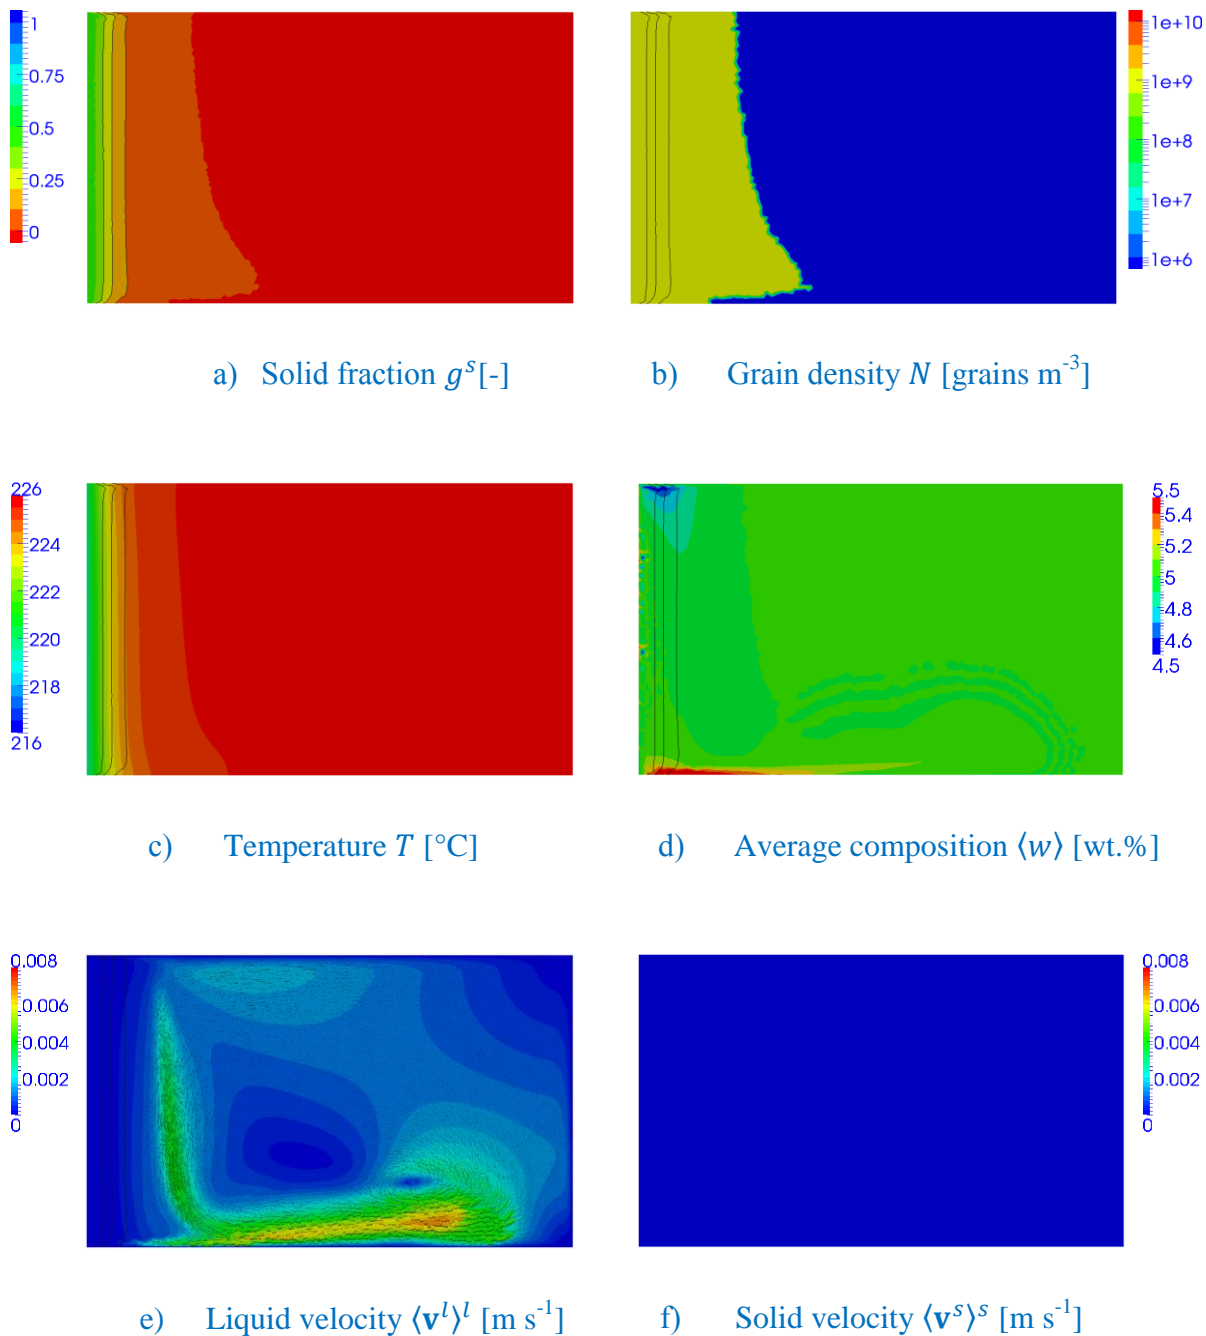 1
0.75
0.5
0.25
0
1e+10
1e+9
1e+8
1e+7
1e+6
a) Solid fraction gˢ[-]
b) Grain density N [grains m⁻³]
226
224
222
220
218
216
5.5
5.4
5.2
5
4.8
4.6
4.5
c) Temperature T [°C]
d) Average composition ⟨w⟩ [wt.%]
0.008
0.006
0.004
0.002
0
0.008
0.006
0.004
0.002
0
e) Liquid velocity ⟨𝐯ˡ⟩ˡ [m s⁻¹]
f) Solid velocity ⟨𝐯ˢ⟩ˢ [m s⁻¹]